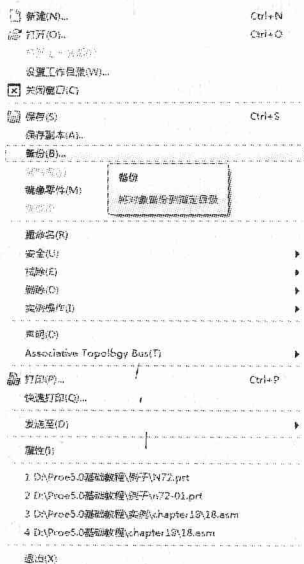 新建(N)... Ctrl+N
打开(O)... Ctrl+O
设置工作目录(W)...
关闭窗口(C)
保存(S) Ctrl+S
保存副本(A)...
备份(B)...
备份
将对象备份到指定目录
镜像零件(M)
重命名(R)
安全(U)
拭除(E)
删除(D)
实例操作(I)
声明(D)
Associative Topology Bus(T)
打印(P)... Ctrl+P
快速打印(Q)...
发送至(D)
属性(I)
1 D:\Proe5.0基础教程\例子\N72.prt
2 D:\Proe5.0基础教程\例子\n72-01.prt
3 D:\Proe5.0基础教程\实例\chapter18\18.asm
4 D:\Proe5.0基础教程\chapter18\18.asm
退出(X)